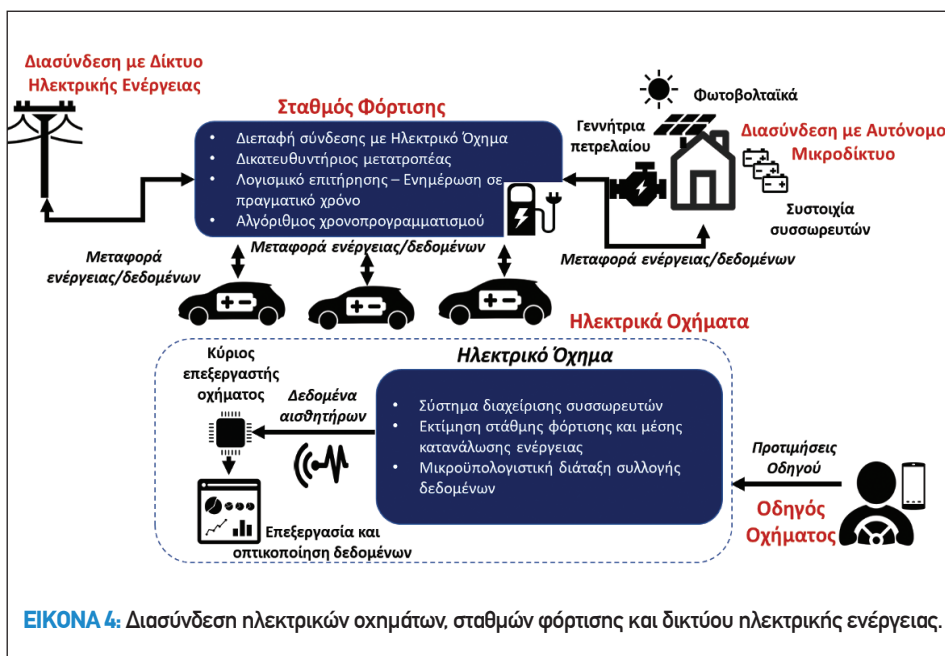 Διασύνδεση με Δίκτυο
Ηλεκτρικής Ενέργειας
Σταθμός Φόρτισης
• Διεπαφή σύνδεσης με Ηλεκτρικό Όχημα
• Δικατευθυντήριος μετατροπέας
• Λογισμικό επιτήρησης – Ενημέρωση σε
πραγματικό χρόνο
• Αλγόριθμος χρονοπρογραμματισμού
Φωτοβολταϊκά
Γεννήτρια
πετρελαίου
Διασύνδεση με Αυτόνομο
Μικροδίκτυο
Συστοιχία
συσσωρευτών
Μεταφορά
ενέργειας/δεδομένων
Μεταφορά ενέργειας/δεδομένων
Μεταφορά
ενέργειας/δεδομένων
Ηλεκτρικά Οχήματα
Ηλεκτρικό Όχημα
Κύριος
επεξεργαστής
οχήματος
Δεδομένα
αισθητήρων
• Σύστημα διαχείρισης συσσωρευτών
• Εκτίμηση στάθμης φόρτισης και μέσης
κατανάλωσης ενέργειας
• Μικροϋπολογιστική διάταξη συλλογής
δεδομένων
Επεξεργασία και
οπτικοποίηση δεδομένων
Προτιμήσεις
Οδηγού
Οδηγός
Οχήματος
ΕΙΚΟΝΑ 4: Διασύνδεση ηλεκτρικών οχημάτων, σταθμών φόρτισης και δικτύου ηλεκτρικής ενέργειας.